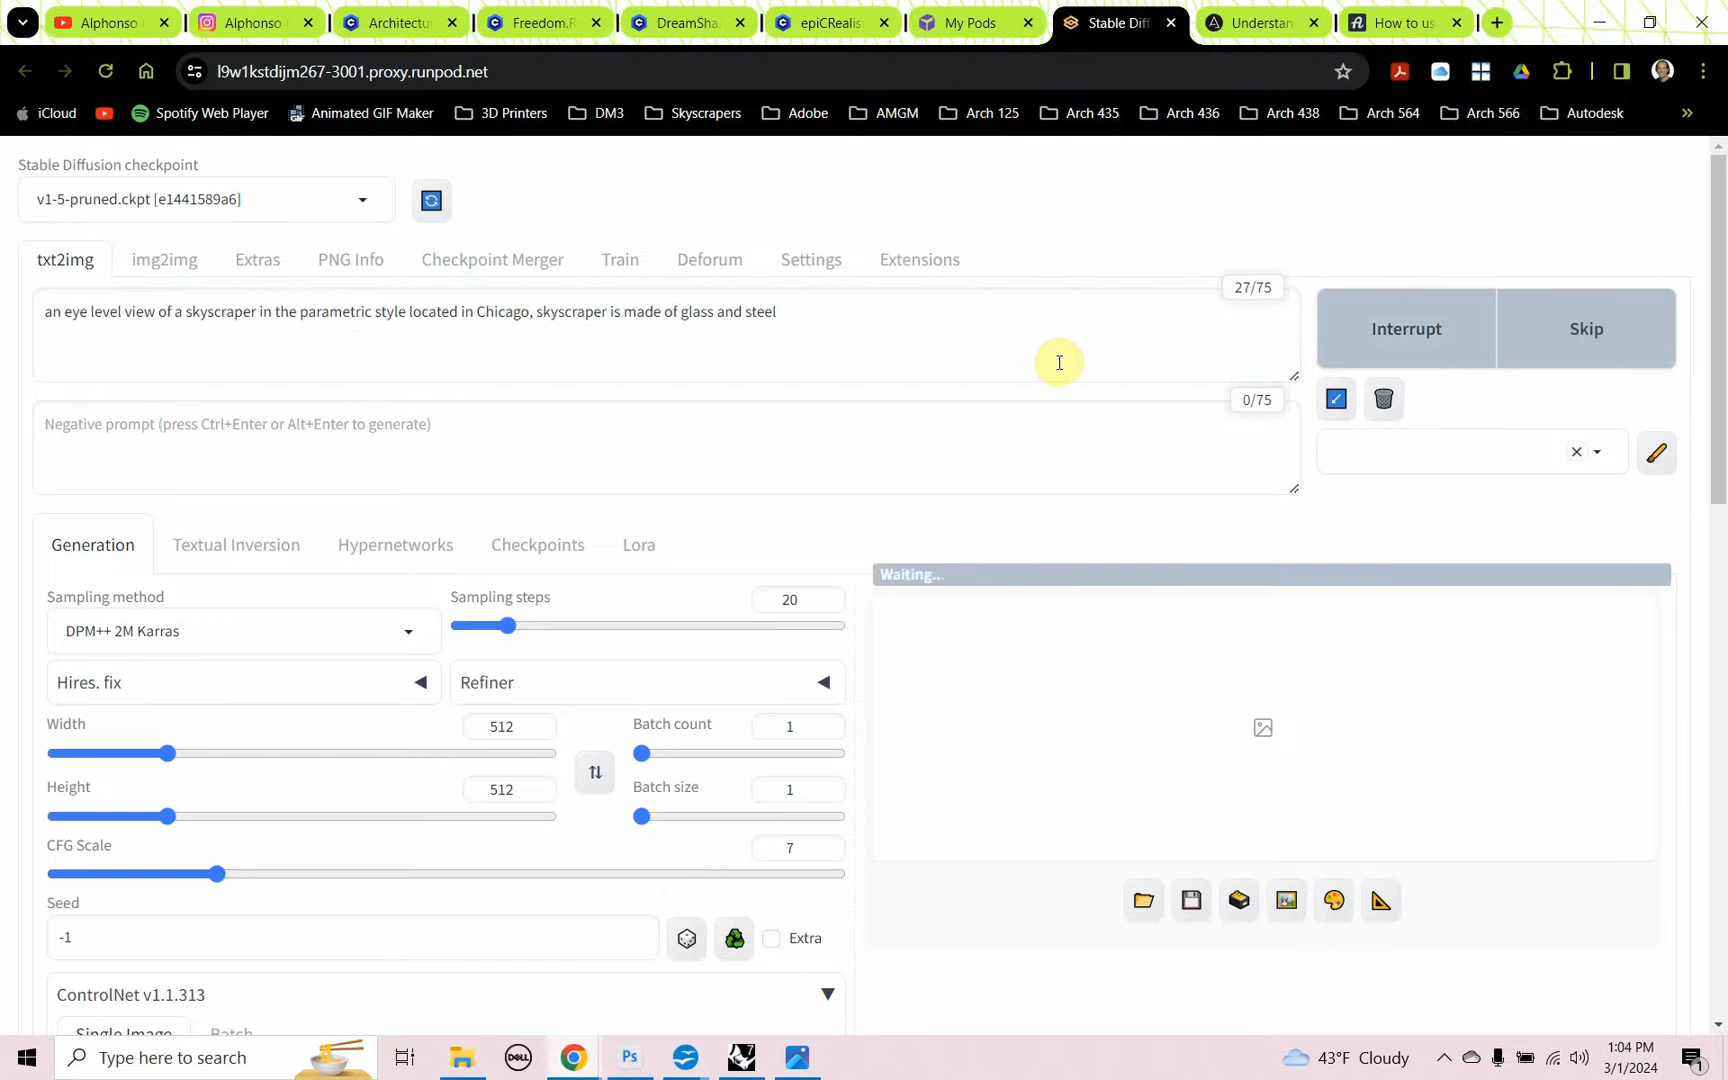 Alphonso
Alphonso
Architectu
Freedom.R
DreamSha
epiCRealis
My Pods
Stable Diff
Understan
How to us
l9w1kstdijm267-3001.proxy.runpod.net
iCloud
Spotify Web Player
Animated GIF Maker
3D Printers
DM3
Skyscrapers
Adobe
AMGM
Arch 125
Arch 435
Arch 436
Arch 438
Arch 564
Arch 566
Autodesk
Stable Diffusion checkpoint
v1-5-pruned.ckpt [e1441589a6]
txt2img
img2img
Extras
PNG Info
Checkpoint Merger
Train
Deforum
Settings
Extensions
27/75
an eye level view of a skyscraper in the parametric style located in Chicago, skyscraper is made of glass and steel
Interrupt
Skip
0/75
Negative prompt (press Ctrl+Enter or Alt+Enter to generate)
Generation
Textual Inversion
Hypernetworks
Checkpoints
Lora
Waiting...
Sampling method
DPM++ 2M Karras
Sampling steps
20
Hires. fix
Refiner
Width
512
Batch count
1
Height
512
Batch size
1
CFG Scale
7
Seed
-1
Extra
ControlNet v1.1.313
Single Image
Batch
Type here to search
DELL
Ps
43°F Cloudy
1:04 PM
3/1/2024
1